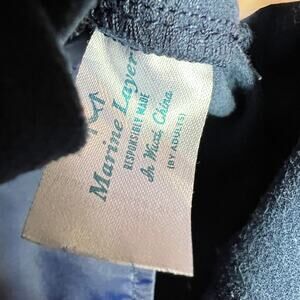 Marine Layer
RESPONSIBLY MADE
In Wuxi, China
(BY ADULTS)